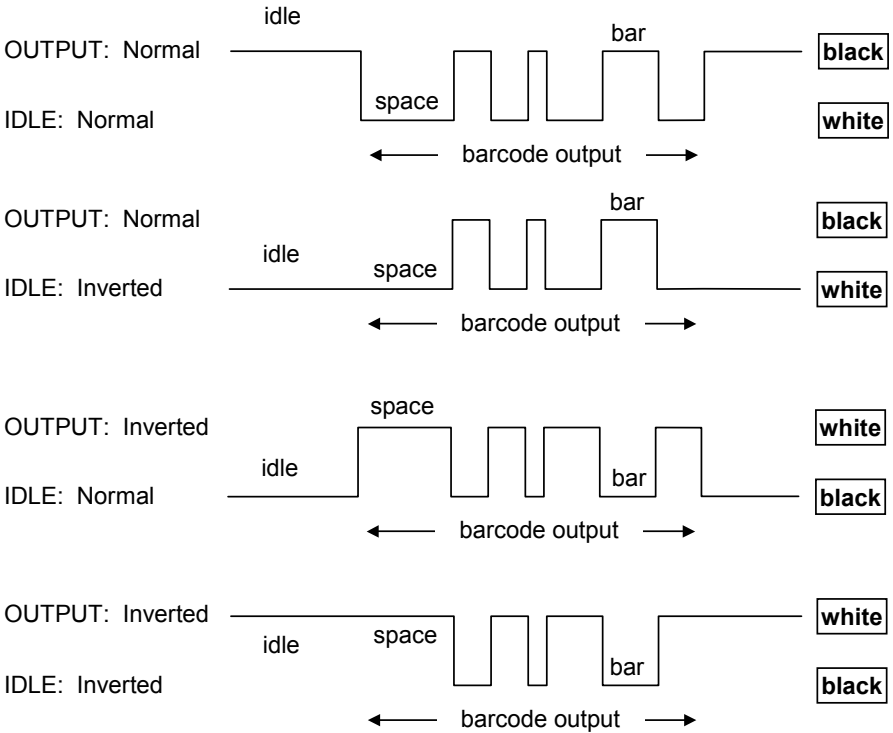 idle
OUTPUT: Normal bar black
space
IDLE: Normal white
barcode output
bar
OUTPUT: Normal black
idle
space
IDLE: Inverted white
barcode output
space
OUTPUT: Inverted white
idle bar
IDLE: Normal black
barcode output
OUTPUT: Inverted white
idle space
bar
IDLE: Inverted black
barcode output